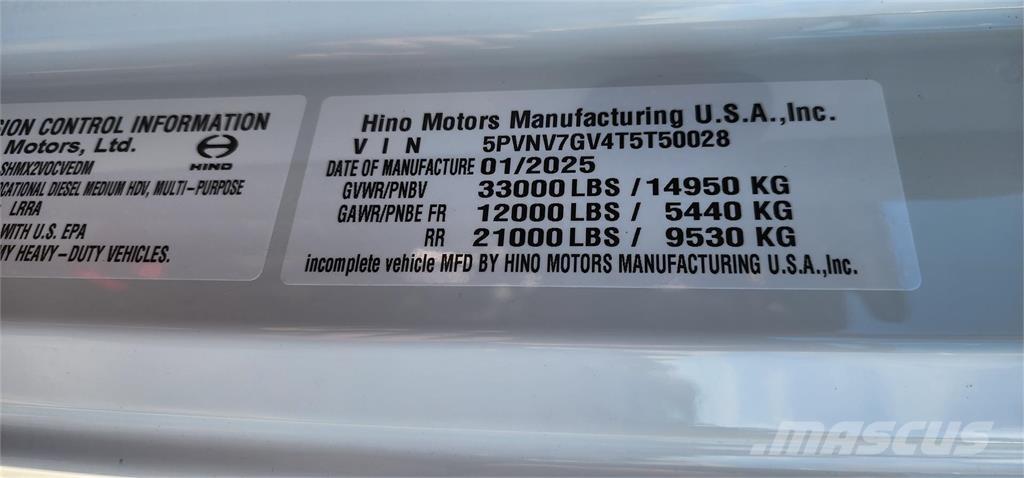 SION CONTROL INFORMATION
Motors, Ltd.
HINO
SHMX2V0CVEDM
CATIONAL DIESEL MEDIUM HDV, MULTI-PURPOSE
LRRA
WITH U.S. EPA
MY HEAVY-DUTY VEHICLES.
Hino Motors Manufacturing U.S.A.,Inc.
VIN 5PVNV7GV4T5T50028
DATE OF MANUFACTURE 01/2025
GVWR/PNBV 33000 LBS / 14950 KG
GAWR/PNBE FR 12000 LBS / 5440 KG
RR 21000 LBS / 9530 KG
incomplete vehicle MFD BY HINO MOTORS MANUFACTURING U.S.A.,Inc.
MASCUS